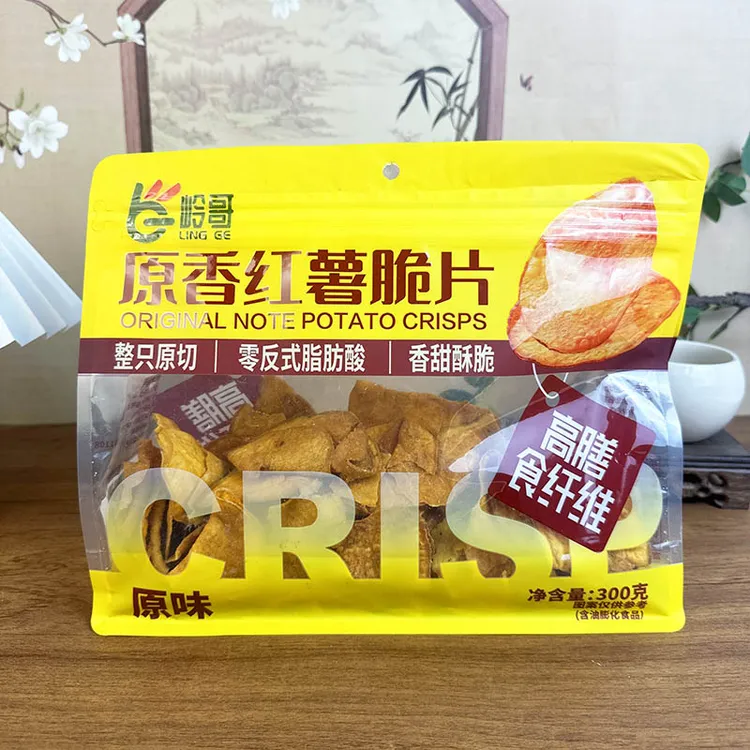 岭哥
LING GE
原香红薯脆片
ORIGINAL NOTE POTATO CRISPS
整只原切 | 零反式脂肪酸 | 香甜酥脆
高膳
食纤维
CRISP
原味
净含量:300克
图案仅供参考
(含油膨化食品)